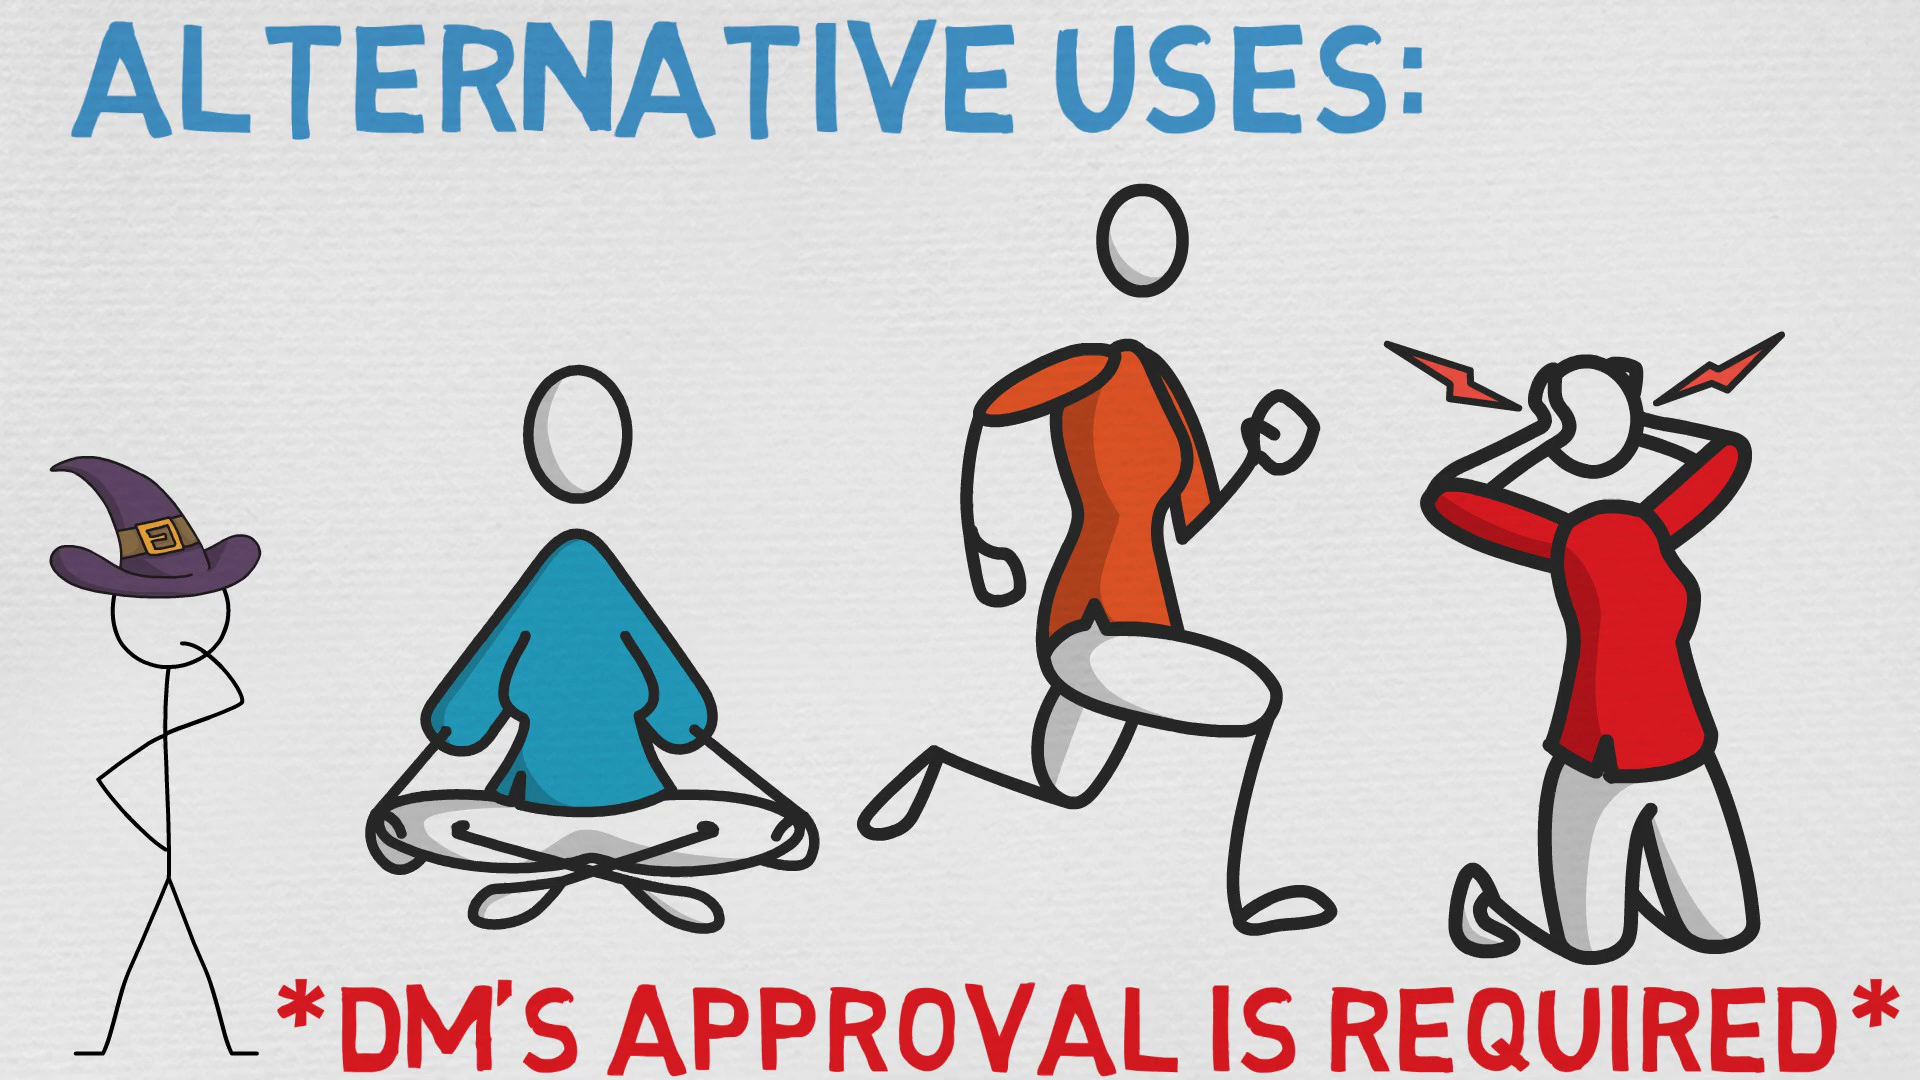 ALTERNATIVE USES:
*DM'S APPROVAL IS REQUIRED*